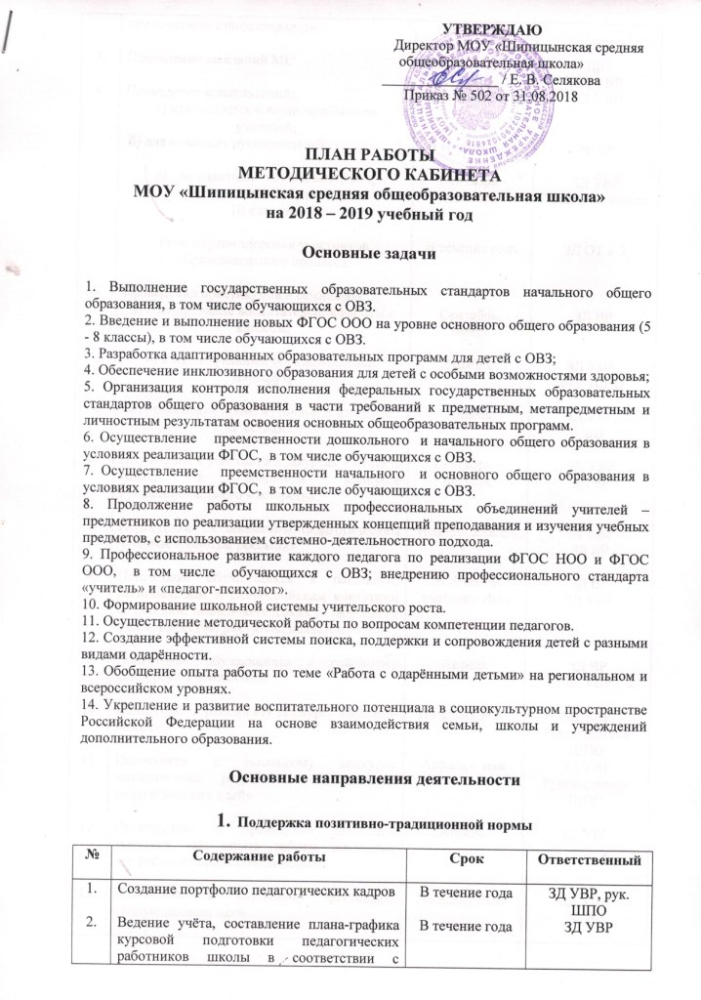 УТВЕРЖДАЮ
Директор МОУ «Шипицынская средняя
общеобразовательная школа»
/ Е. В. Селякова
Приказ № 502 от 31.08.2018
ПЛАН РАБОТЫ
МЕТОДИЧЕСКОГО КАБИНЕТА
МОУ «Шипицынская средняя общеобразовательная школа»
на 2018 – 2019 учебный год
Основные задачи
1. Выполнение государственных образовательных стандартов начального общего
образования, в том числе обучающихся с ОВЗ.
2. Введение и выполнение новых ФГОС ООО на уровне основного общего образования (5
- 8 классы), в том числе обучающихся с ОВЗ.
3. Разработка адаптированных образовательных программ для детей с ОВЗ;
4. Обеспечение инклюзивного образования для детей с особыми возможностями здоровья;
5. Организация контроля исполнения федеральных государственных образовательных
стандартов общего образования в части требований к предметным, метапредметным и
личностным результатам освоения основных общеобразовательных программ.
6. Осуществление преемственности дошкольного и начального общего образования в
условиях реализации ФГОС, в том числе обучающихся с ОВЗ.
7. Осуществление преемственности начального и основного общего образования в
условиях реализации ФГОС, в том числе обучающихся с ОВЗ.
8. Продолжение работы школьных профессиональных объединений учителей –
предметников по реализации утвержденных концепций преподавания и изучения учебных
предметов, с использованием системно-деятельностного подхода.
9. Профессиональное развитие каждого педагога по реализации ФГОС НОО и ФГОС
ООО, в том числе обучающихся с ОВЗ; внедрению профессионального стандарта
«учитель» и «педагог-психолог».
10. Формирование школьной системы учительского роста.
11. Осуществление методической работы по вопросам компетенции педагогов.
12. Создание эффективной системы поиска, поддержки и сопровождения детей с разными
видами одарённости.
13. Обобщение опыта работы по теме «Работа с одарёнными детьми» на региональном и
всероссийском уровнях.
14. Укрепление и развитие воспитательного потенциала в социокультурном пространстве
Российской Федерации на основе взаимодействия семьи, школы и учреждений
дополнительного образования.
Основные направления деятельности
1. Поддержка позитивно-традиционной нормы
№ Содержание работы Срок Ответственный
1. Создание портфолио педагогических кадров В течение года ЗД УВР, рук.
ШПО
2. Ведение учёта, составление плана-графика В течение года ЗД УВР
курсовой подготовки педагогических
работников школы в соответствии с